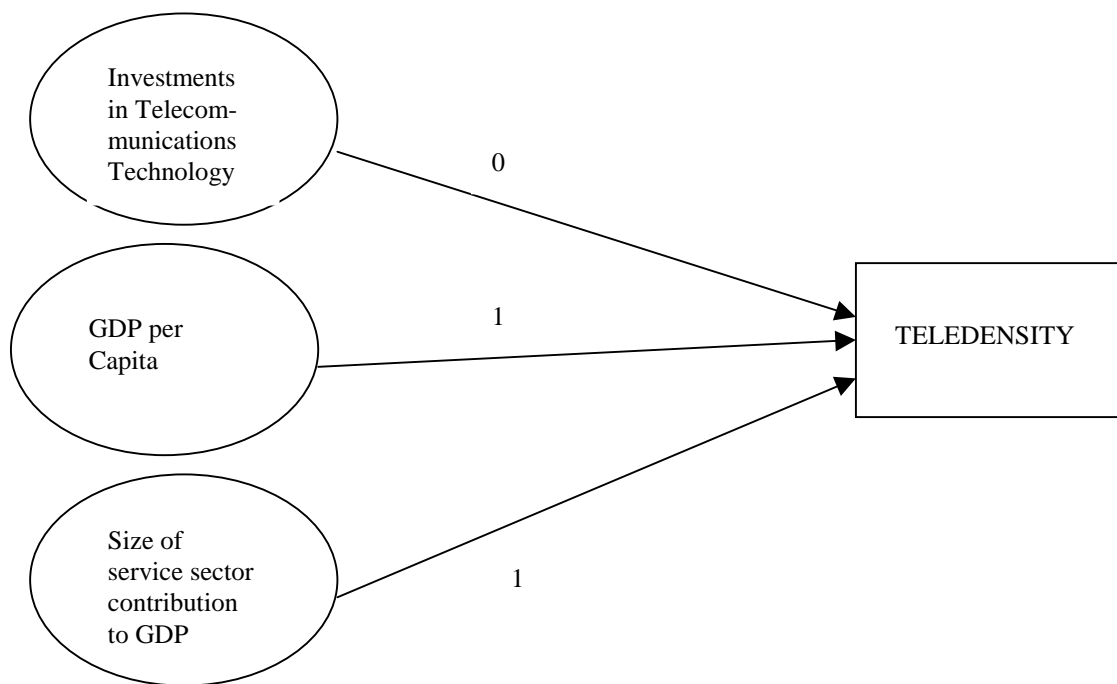 Investments
in Telecom-
munications
Technology
0
GDP per
Capita
1
TELEDENSITY
Size of
service sector
contribution
to GDP
1